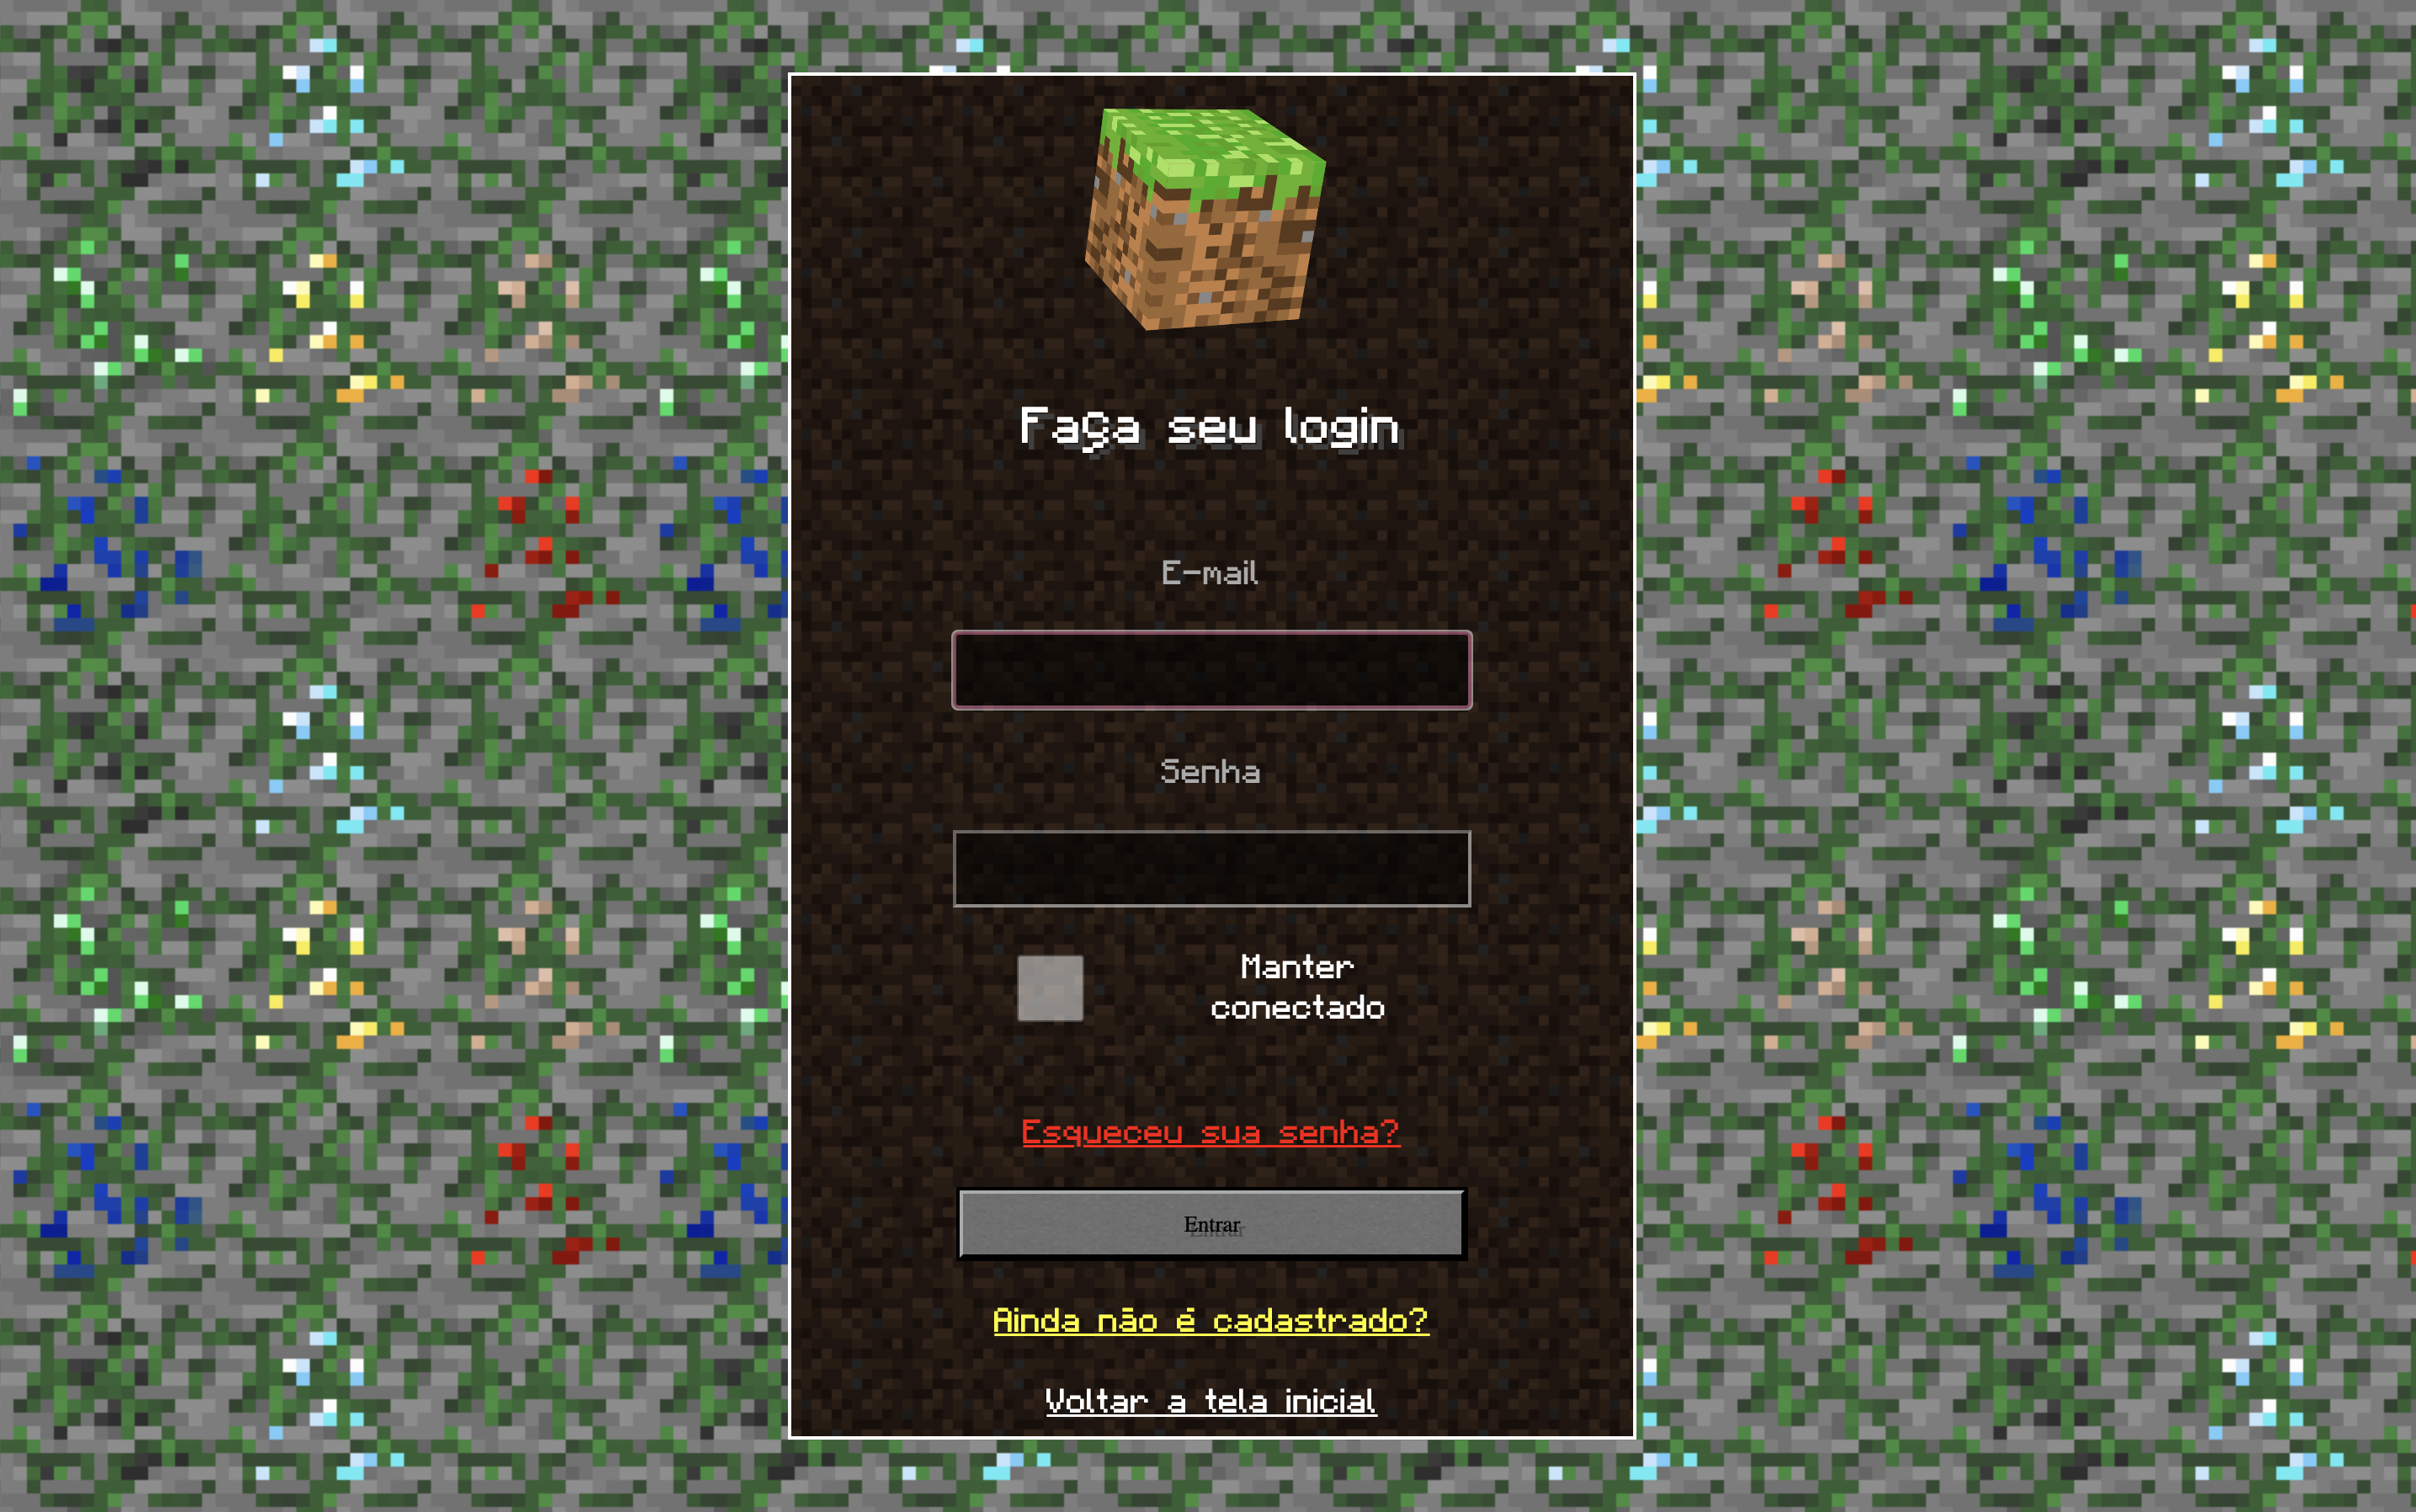 Faça seu login
E-mail
Senha
Manter
conectado
Esqueceu sua senha?
Entrar
Ainda não é cadastrado?
Voltar a tela inicial